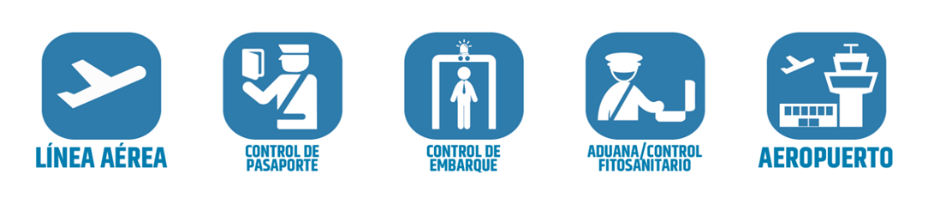 LÍNEA AÉREA
CONTROL DE
PASAPORTE
CONTROL DE
EMBARQUE
ADUANA/CONTROL
FITOSANITARIO
AEROPUERTO